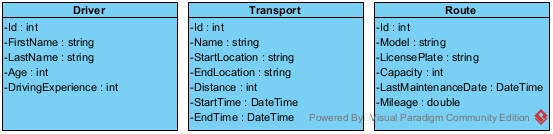 Driver
-Id : int
-FirstName : string
-LastName : string
-Age : int
-DrivingExperience : int
Transport
-Id : int
-Name : string
-StartLocation : string
-EndLocation : string
-Distance : int
-StartTime : DateTime
-EndTime : DateTime
Route
-Id : int
-Model : string
-LicensePlate : string
-Capacity : int
-LastMaintenanceDate : DateTime
-Mileage : double
Powered By: Visual Paradigm Community Edition